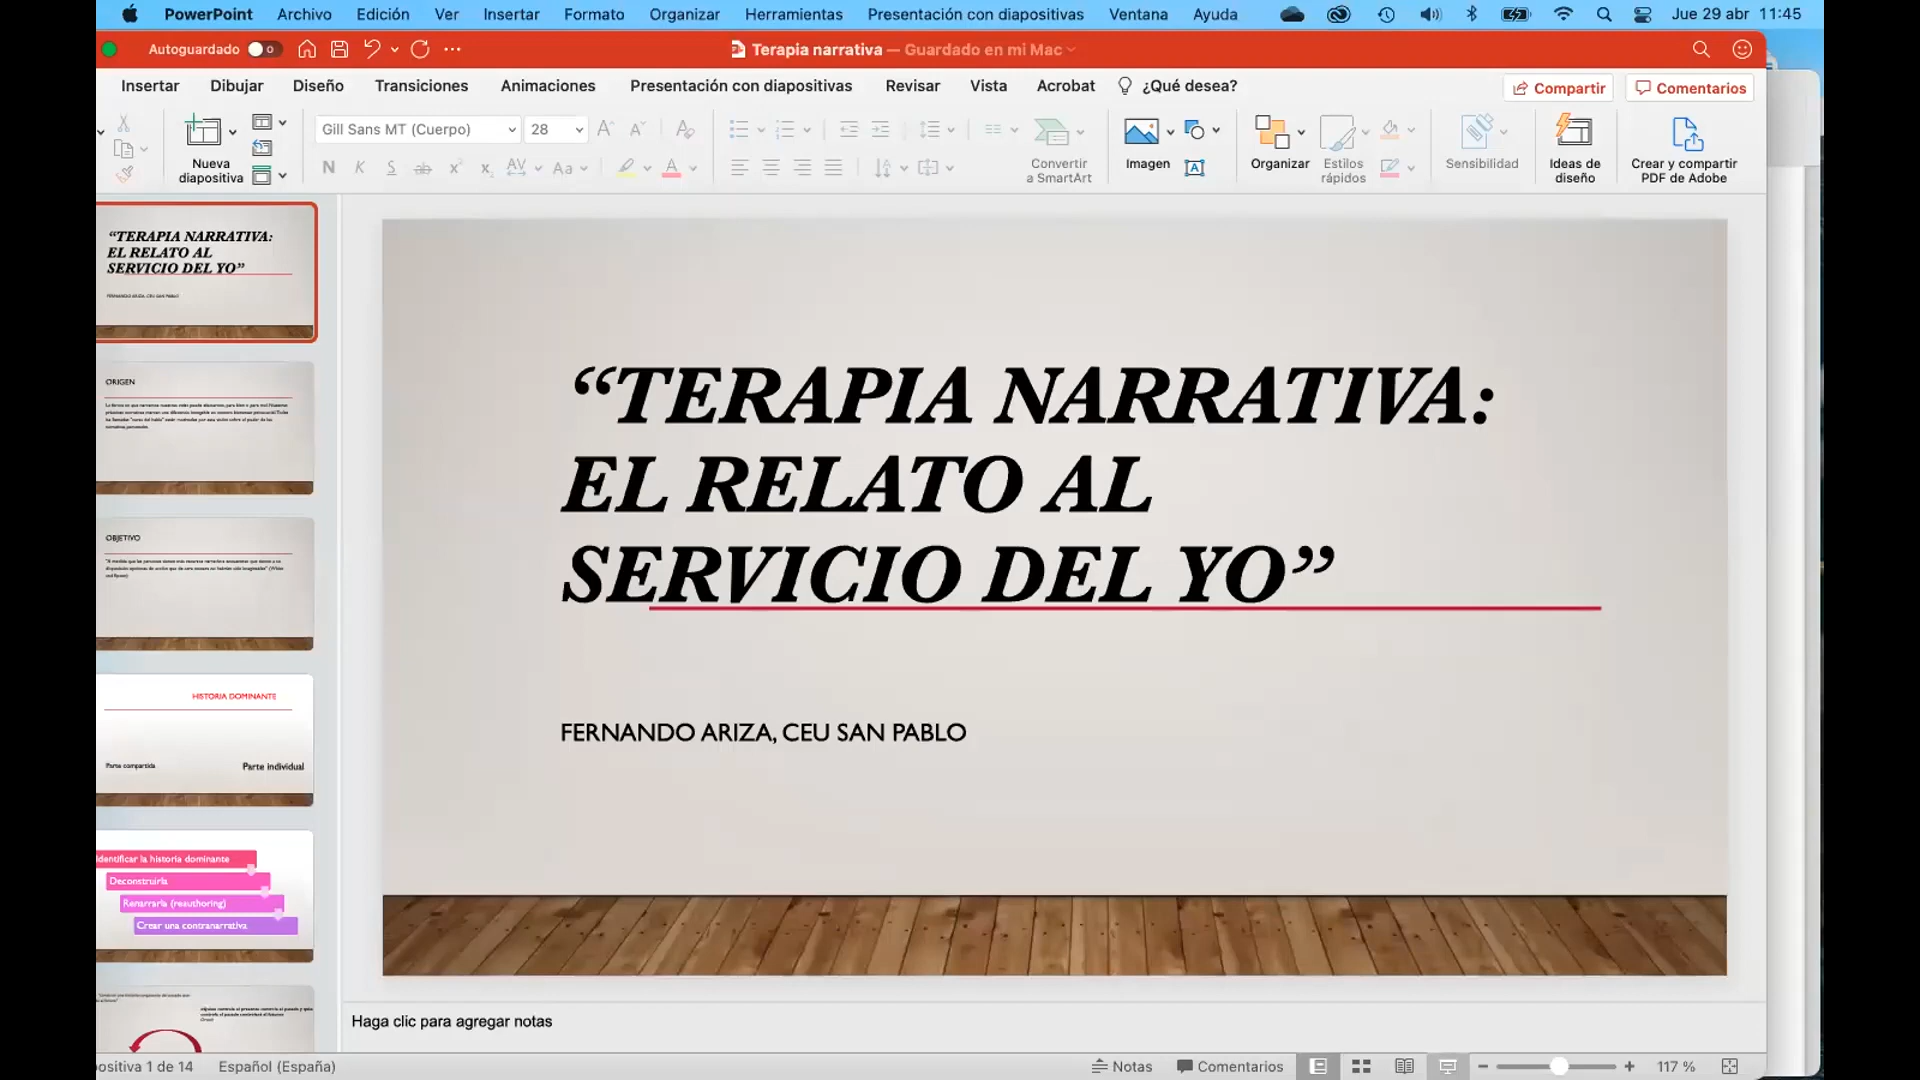 PowerPoint Archivo Edición Ver Insertar Formato Organizar Herramientas Presentación con diapositivas Ventana Ayuda Jue 29 abr 11:45
Autoguardado Terapia narrativa — Guardado en mi Mac
Insertar Dibujar Diseño Transiciones Animaciones Presentación con diapositivas Revisar Vista Acrobat ¿Qué desea? Compartir Comentarios
Gill Sans MT (Cuerpo) 28
Nueva
diapositiva
Convertir
a SmartArt
Imagen
Organizar
Estilos
rápidos
Sensibilidad
Ideas de
diseño
Crear y compartir
PDF de Adobe
“TERAPIA NARRATIVA:
EL RELATO AL
SERVICIO DEL YO”
FERNANDO ARIZA, CEU SAN PABLO
ORIGEN
OBJETIVO
HISTORIA DOMINANTE
Parte compartida Parte individual
Identificar la historia dominante
Deconstruirla
Renarrarla (reauthoring)
Crear una contranarrativa
“TERAPIA NARRATIVA:
EL RELATO AL
SERVICIO DEL YO”
FERNANDO ARIZA, CEU SAN PABLO
Haga clic para agregar notas
ositiva 1 de 14 Español (España) Notas Comentarios 117 %